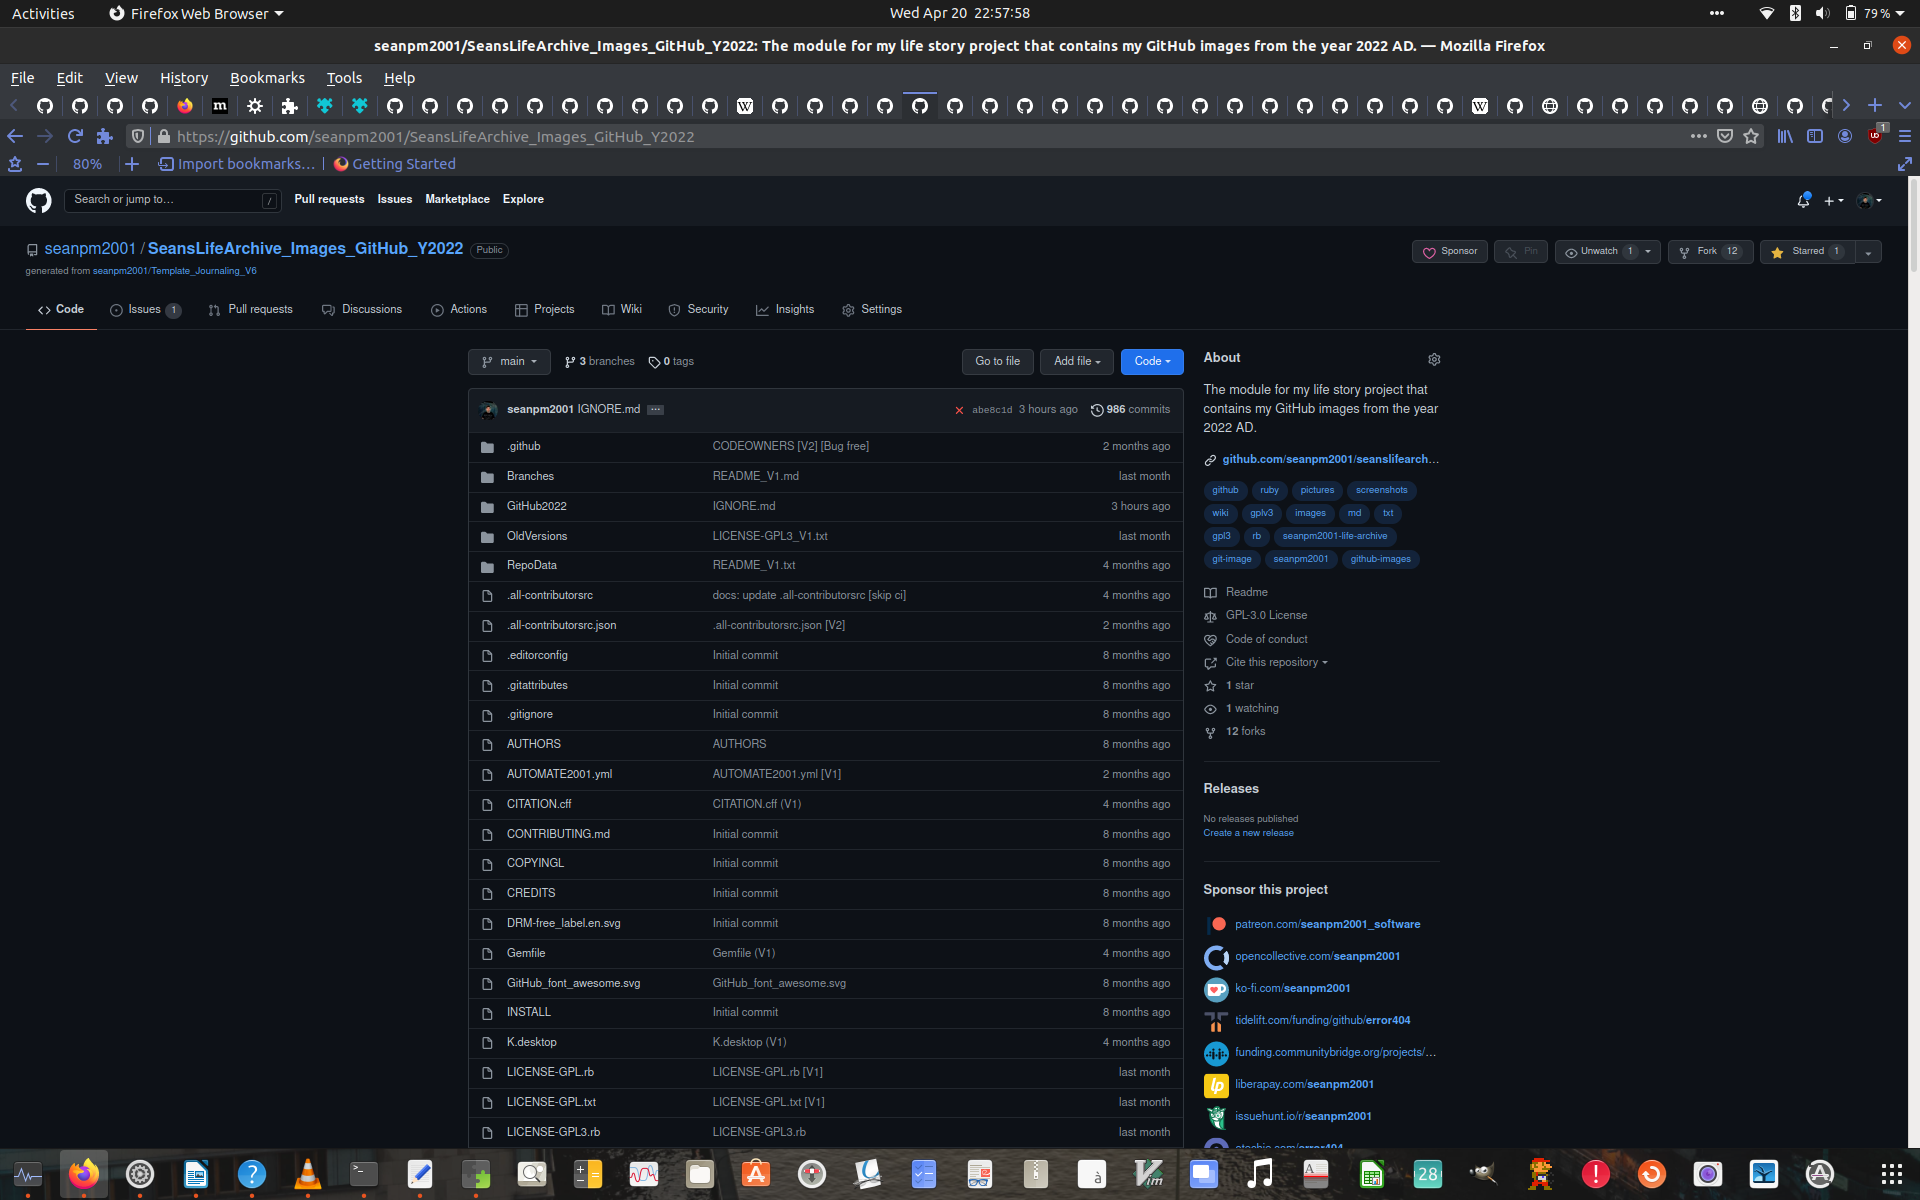 Activities Firefox Web Browser Wed Apr 20 22:57:58 79 %
seanpm2001/SeansLifeArchive_Images_GitHub_Y2022: The module for my life story project that contains my GitHub images from the year 2022 AD. — Mozilla Firefox
File Edit View History Bookmarks Tools Help
https://github.com/seanpm2001/SeansLifeArchive_Images_GitHub_Y2022 1
80% Import bookmarks... Getting Started
Search or jump to... / Pull requests Issues Marketplace Explore
seanpm2001 / SeansLifeArchive_Images_GitHub_Y2022 Public Sponsor Pin Unwatch 1 Fork 12 Starred 1
generated from seanpm2001/Template_Journaling_V6
Code Issues 1 Pull requests Discussions Actions Projects Wiki Security Insights Settings
main 3 branches 0 tags Go to file Add file Code
seanpm2001 IGNORE.md ... abe8c1d 3 hours ago 986 commits
.github CODEOWNERS [V2] [Bug free] 2 months ago
Branches README_V1.md last month
GitHub2022 IGNORE.md 3 hours ago
OldVersions LICENSE-GPL3_V1.txt last month
RepoData README_V1.txt 4 months ago
.all-contributorsrc docs: update .all-contributorsrc [skip ci] 4 months ago
.all-contributorsrc.json .all-contributorsrc.json [V2] 2 months ago
.editorconfig Initial commit 8 months ago
.gitattributes Initial commit 8 months ago
.gitignore Initial commit 8 months ago
AUTHORS AUTHORS 8 months ago
AUTOMATE2001.yml AUTOMATE2001.yml [V1] 2 months ago
CITATION.cff CITATION.cff (V1) 4 months ago
CONTRIBUTING.md Initial commit 8 months ago
COPYINGL Initial commit 8 months ago
CREDITS Initial commit 8 months ago
DRM-free_label.en.svg Initial commit 8 months ago
Gemfile Gemfile (V1) 4 months ago
GitHub_font_awesome.svg GitHub_font_awesome.svg 8 months ago
INSTALL Initial commit 8 months ago
K.desktop K.desktop (V1) 4 months ago
LICENSE-GPL.rb LICENSE-GPL.rb [V1] last month
LICENSE-GPL.txt LICENSE-GPL.txt [V1] last month
LICENSE-GPL3.rb LICENSE-GPL3.rb last month
About
The module for my life story project that
contains my GitHub images from the year
2022 AD.
github.com/seanpm2001/seanslifearch...
github ruby pictures screenshots
wiki gplv3 images md txt
gpl3 rb seanpm2001-life-archive
git-image seanpm2001 github-images
Readme
GPL-3.0 License
Code of conduct
Cite this repository
1 star
1 watching
12 forks
Releases
No releases published
Create a new release
Sponsor this project
patreon.com/seanpm2001_software
opencollective.com/seanpm2001
ko-fi.com/seanpm2001
tidelift.com/funding/github/error404
funding.communitybridge.org/projects/...
liberapay.com/seanpm2001
issuehunt.io/r/seanpm2001
28